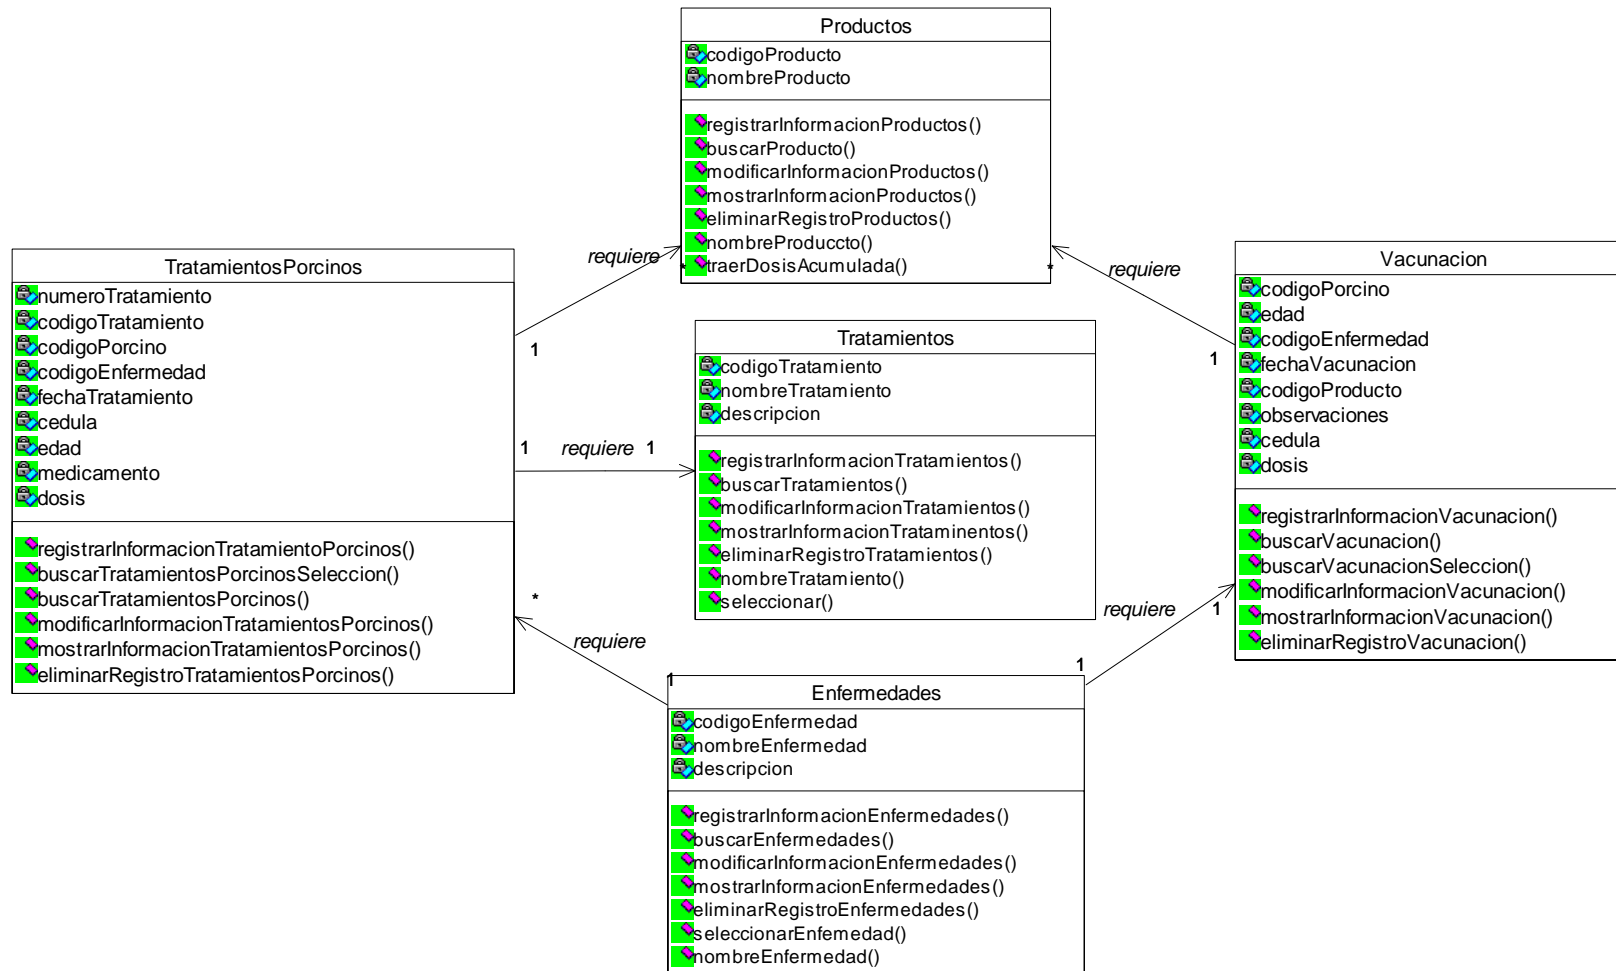 Productos
codigoProducto
nombreProducto
registrarInformacionProductos()
buscarProducto()
modificarInformacionProductos()
mostrarInformacionProductos()
eliminarRegistroProductos()
nombreProduccto()
traerDosisAcumulada()
*
*
requiere
1
requiere
1
TratamientosPorcinos
numeroTratamiento
codigoTratamiento
codigoPorcino
codigoEnfermedad
fechaTratamiento
cedula
edad
medicamento
dosis
registrarInformacionTratamientoPorcinos()
buscarTratamientosPorcinosSeleccion()
buscarTratamientosPorcinos()
modificarInformacionTratamientosPorcinos()
mostrarInformacionTratamientosPorcinos()
eliminarRegistroTratamientosPorcinos()
1 requiere 1
Tratamientos
codigoTratamiento
nombreTratamiento
descripcion
registrarInformacionTratamientos()
buscarTratamientos()
modificarInformacionTratamientos()
mostrarInformacionTrataminentos()
eliminarRegistroTratamientos()
nombreTratamiento()
seleccionar()
Vacunacion
codigoPorcino
edad
codigoEnfermedad
fechaVacunacion
codigoProducto
observaciones
cedula
dosis
registrarInformacionVacunacion()
buscarVacunacion()
buscarVacunacionSeleccion()
modificarInformacionVacunacion()
mostrarInformacionVacunacion()
eliminarRegistroVacunacion()
*
requiere
1
requiere
1
1
Enfermedades
codigoEnfermedad
nombreEnfermedad
descripcion
registrarInformacionEnfermedades()
buscarEnfermedades()
modificarInformacionEnfermedades()
mostrarInformacionEnfermedades()
eliminarRegistroEnfermedades()
seleccionarEnfemedad()
nombreEnfermedad()